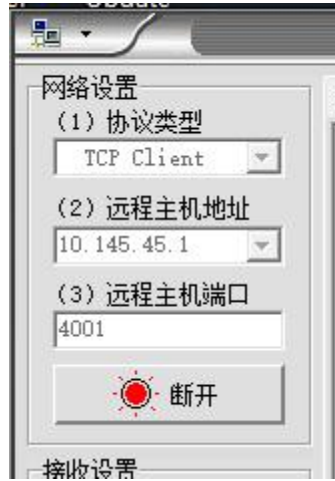 Update
网络设置
(1) 协议类型
TCP Client
(2) 远程主机地址
10.145.45.1
(3) 远程主机端口
4001
断开
接收设置